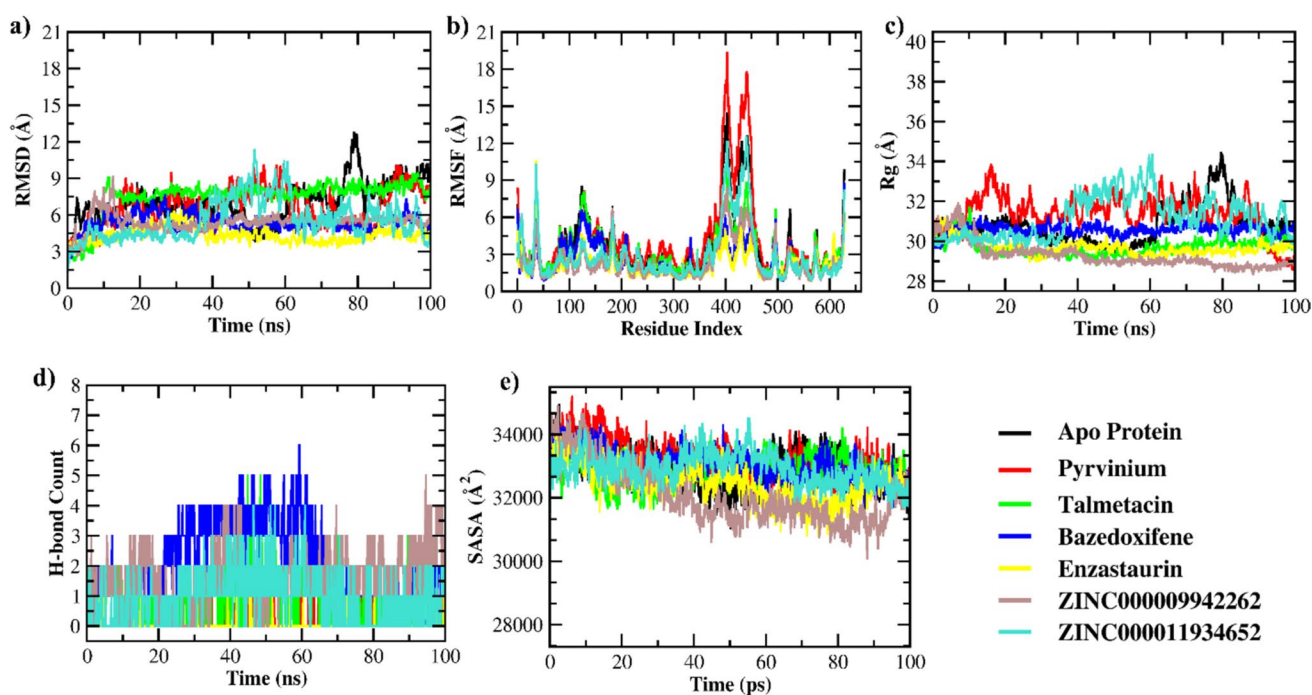 a)
RMSD (Å)
21
18
15
12
9
6
3
0
0 20 40 60 80 100
Time (ns)
b)
RMSF (Å)
21
18
15
12
9
6
3
0
0 100 200 300 400 500 600
Residue Index
c)
Rg (Å)
40
38
36
34
32
30
28
0 20 40 60 80 100
Time (ns)
d)
H-bond Count
8
7
6
5
4
3
2
1
0
0 20 40 60 80 100
Time (ns)
e)
SASA (Å2)
34000
32000
30000
28000
0 20 40 60 80 100
Time (ps)
Apo Protein
Pyrvinium
Talmetacin
Bazedoxifene
Enzastaurin
ZINC000009942262
ZINC000011934652